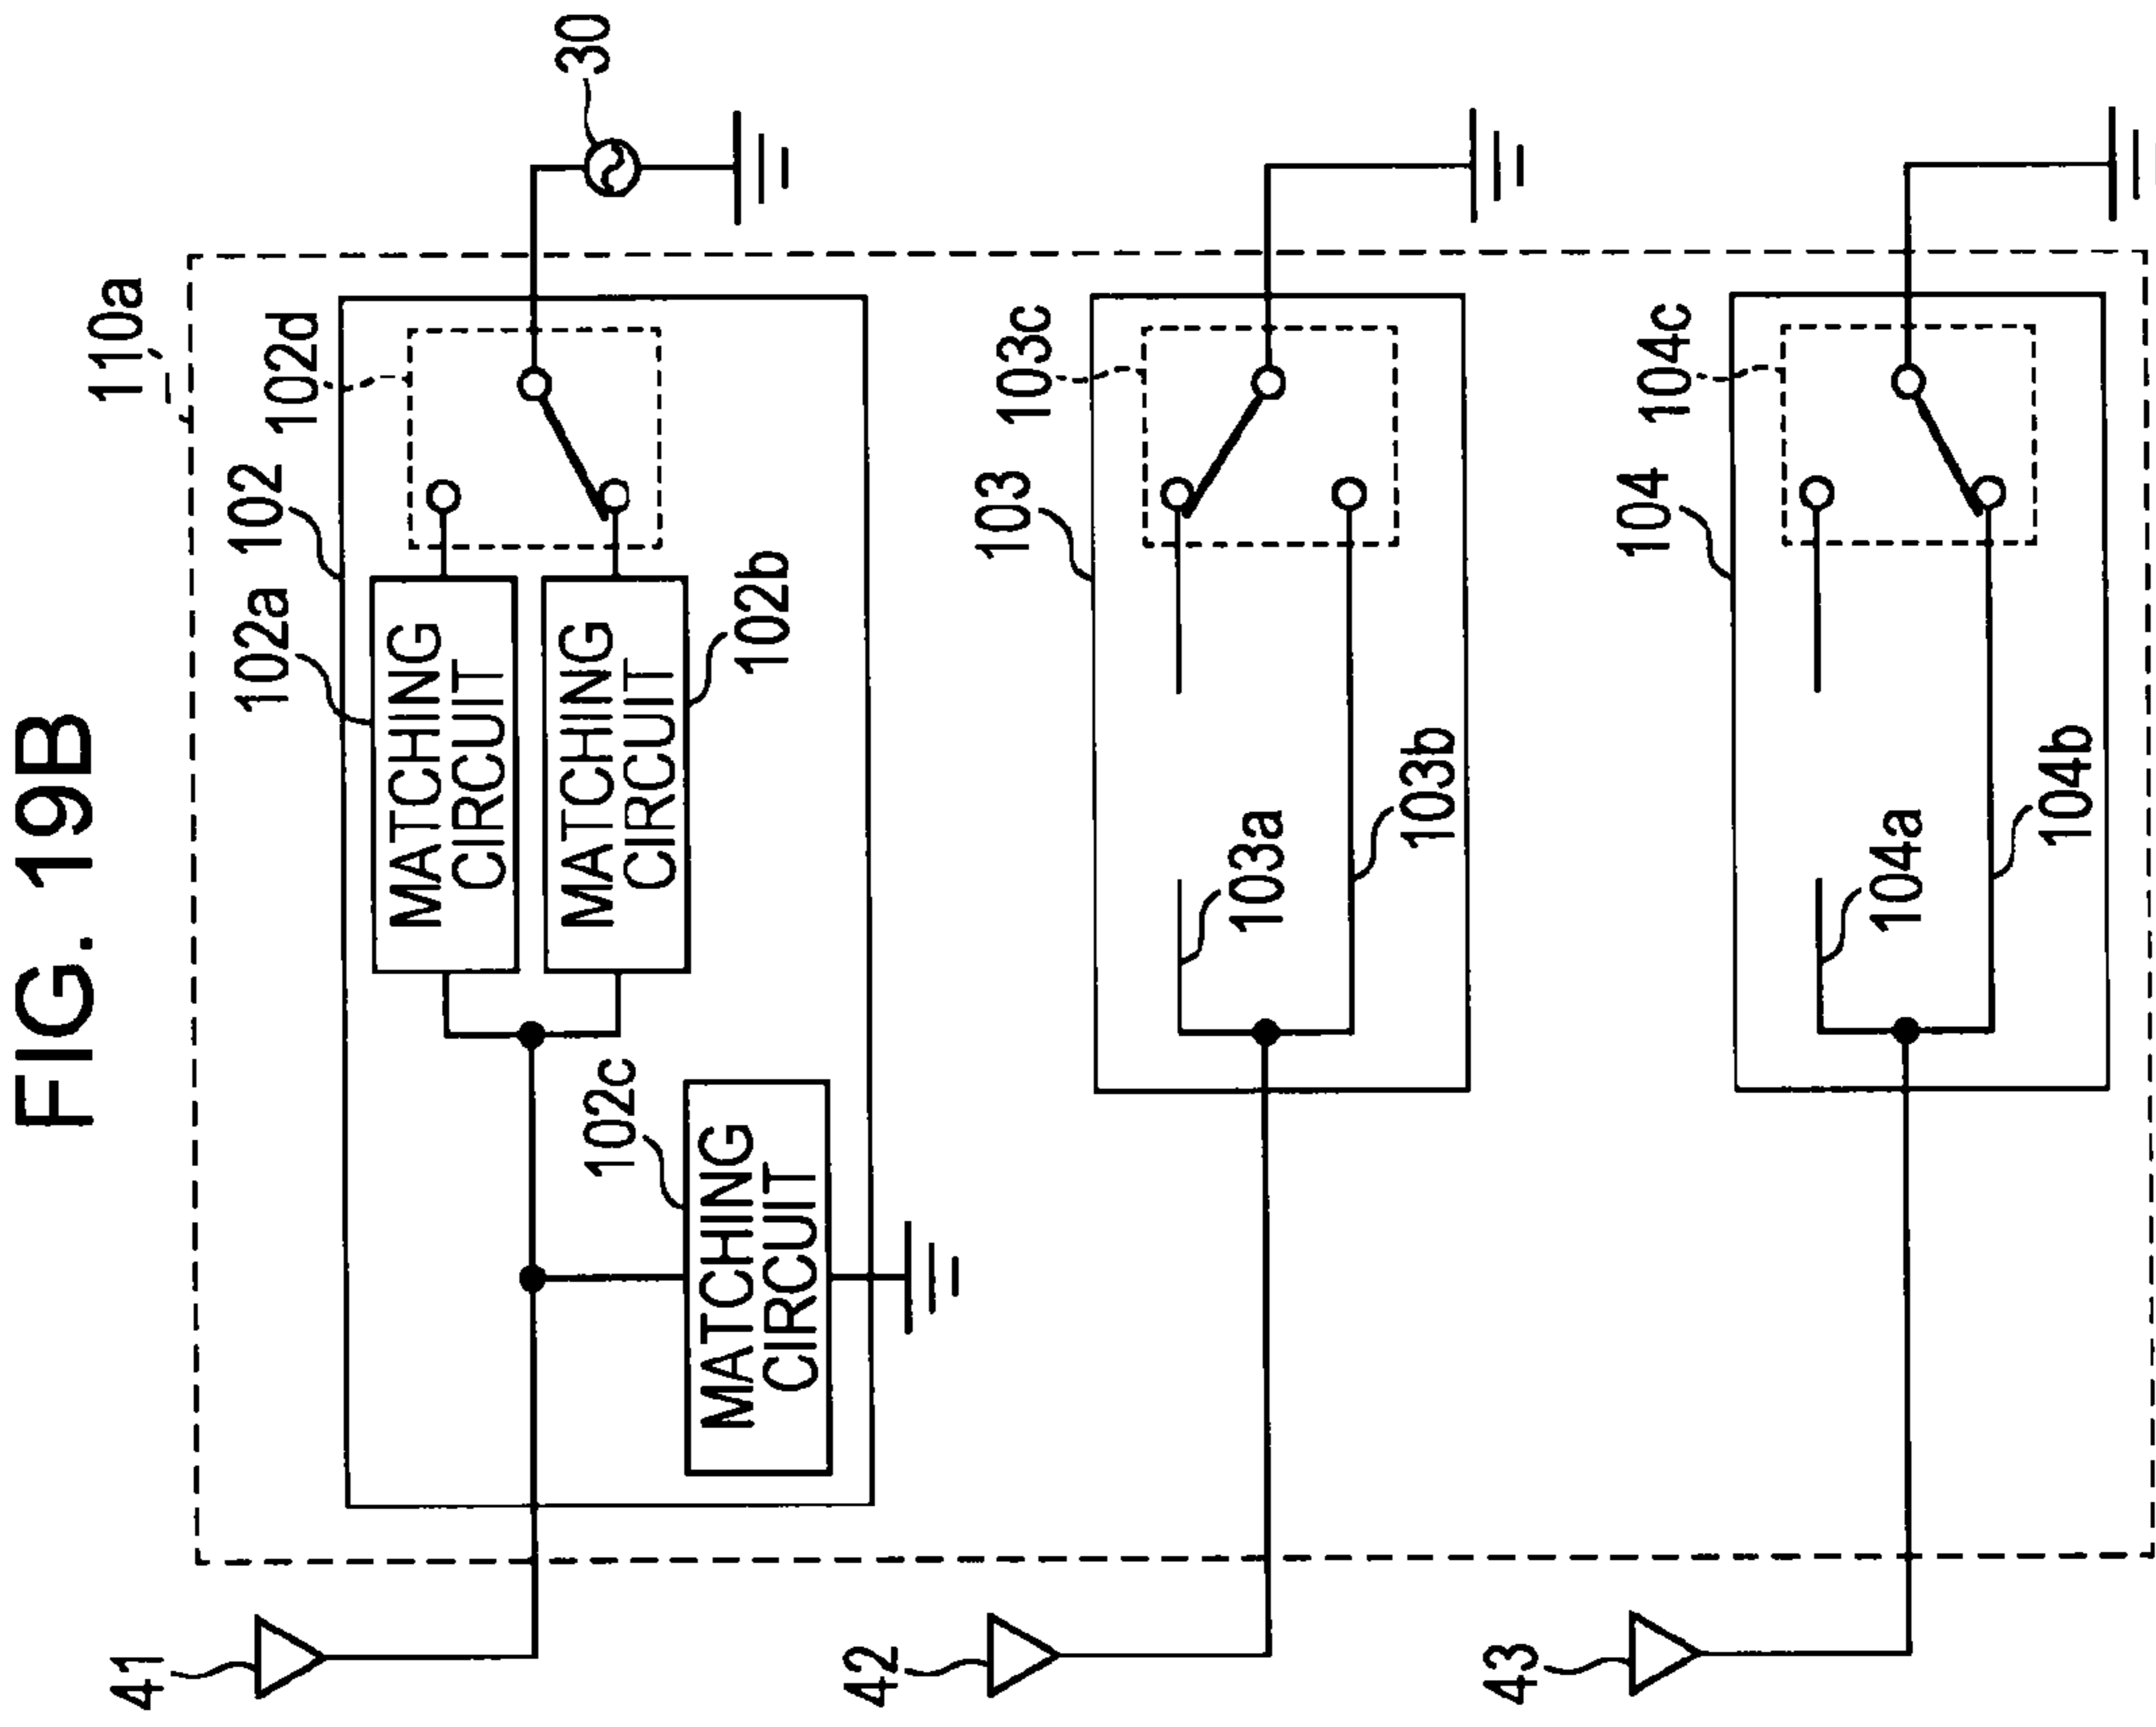 FIG. 19B
110a
30
102
102d
102a
MATCHING
CIRCUIT
MATCHING
CIRCUIT
102b
102c
MATCHING
CIRCUIT
41
103
103c
103a
103b
42
104
104c
104a
104b
43